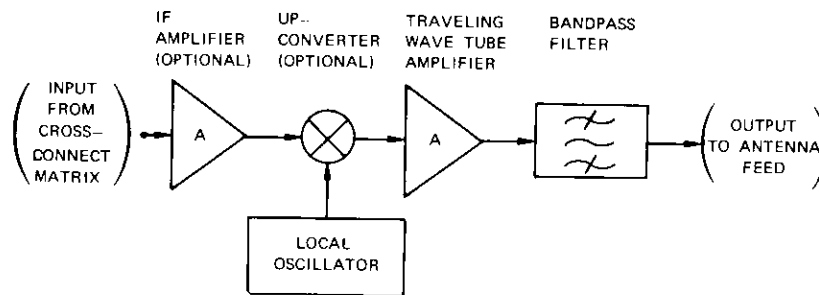 IF
AMPLIFIER
(OPTIONAL)
UP-
CONVERTER
(OPTIONAL)
TRAVELING
WAVE TUBE
AMPLIFIER
BANDPASS
FILTER
INPUT
FROM
CROSS-
CONNECT
MATRIX
A
A
OUTPUT
TO ANTENNA
FEED
LOCAL
OSCILLATOR